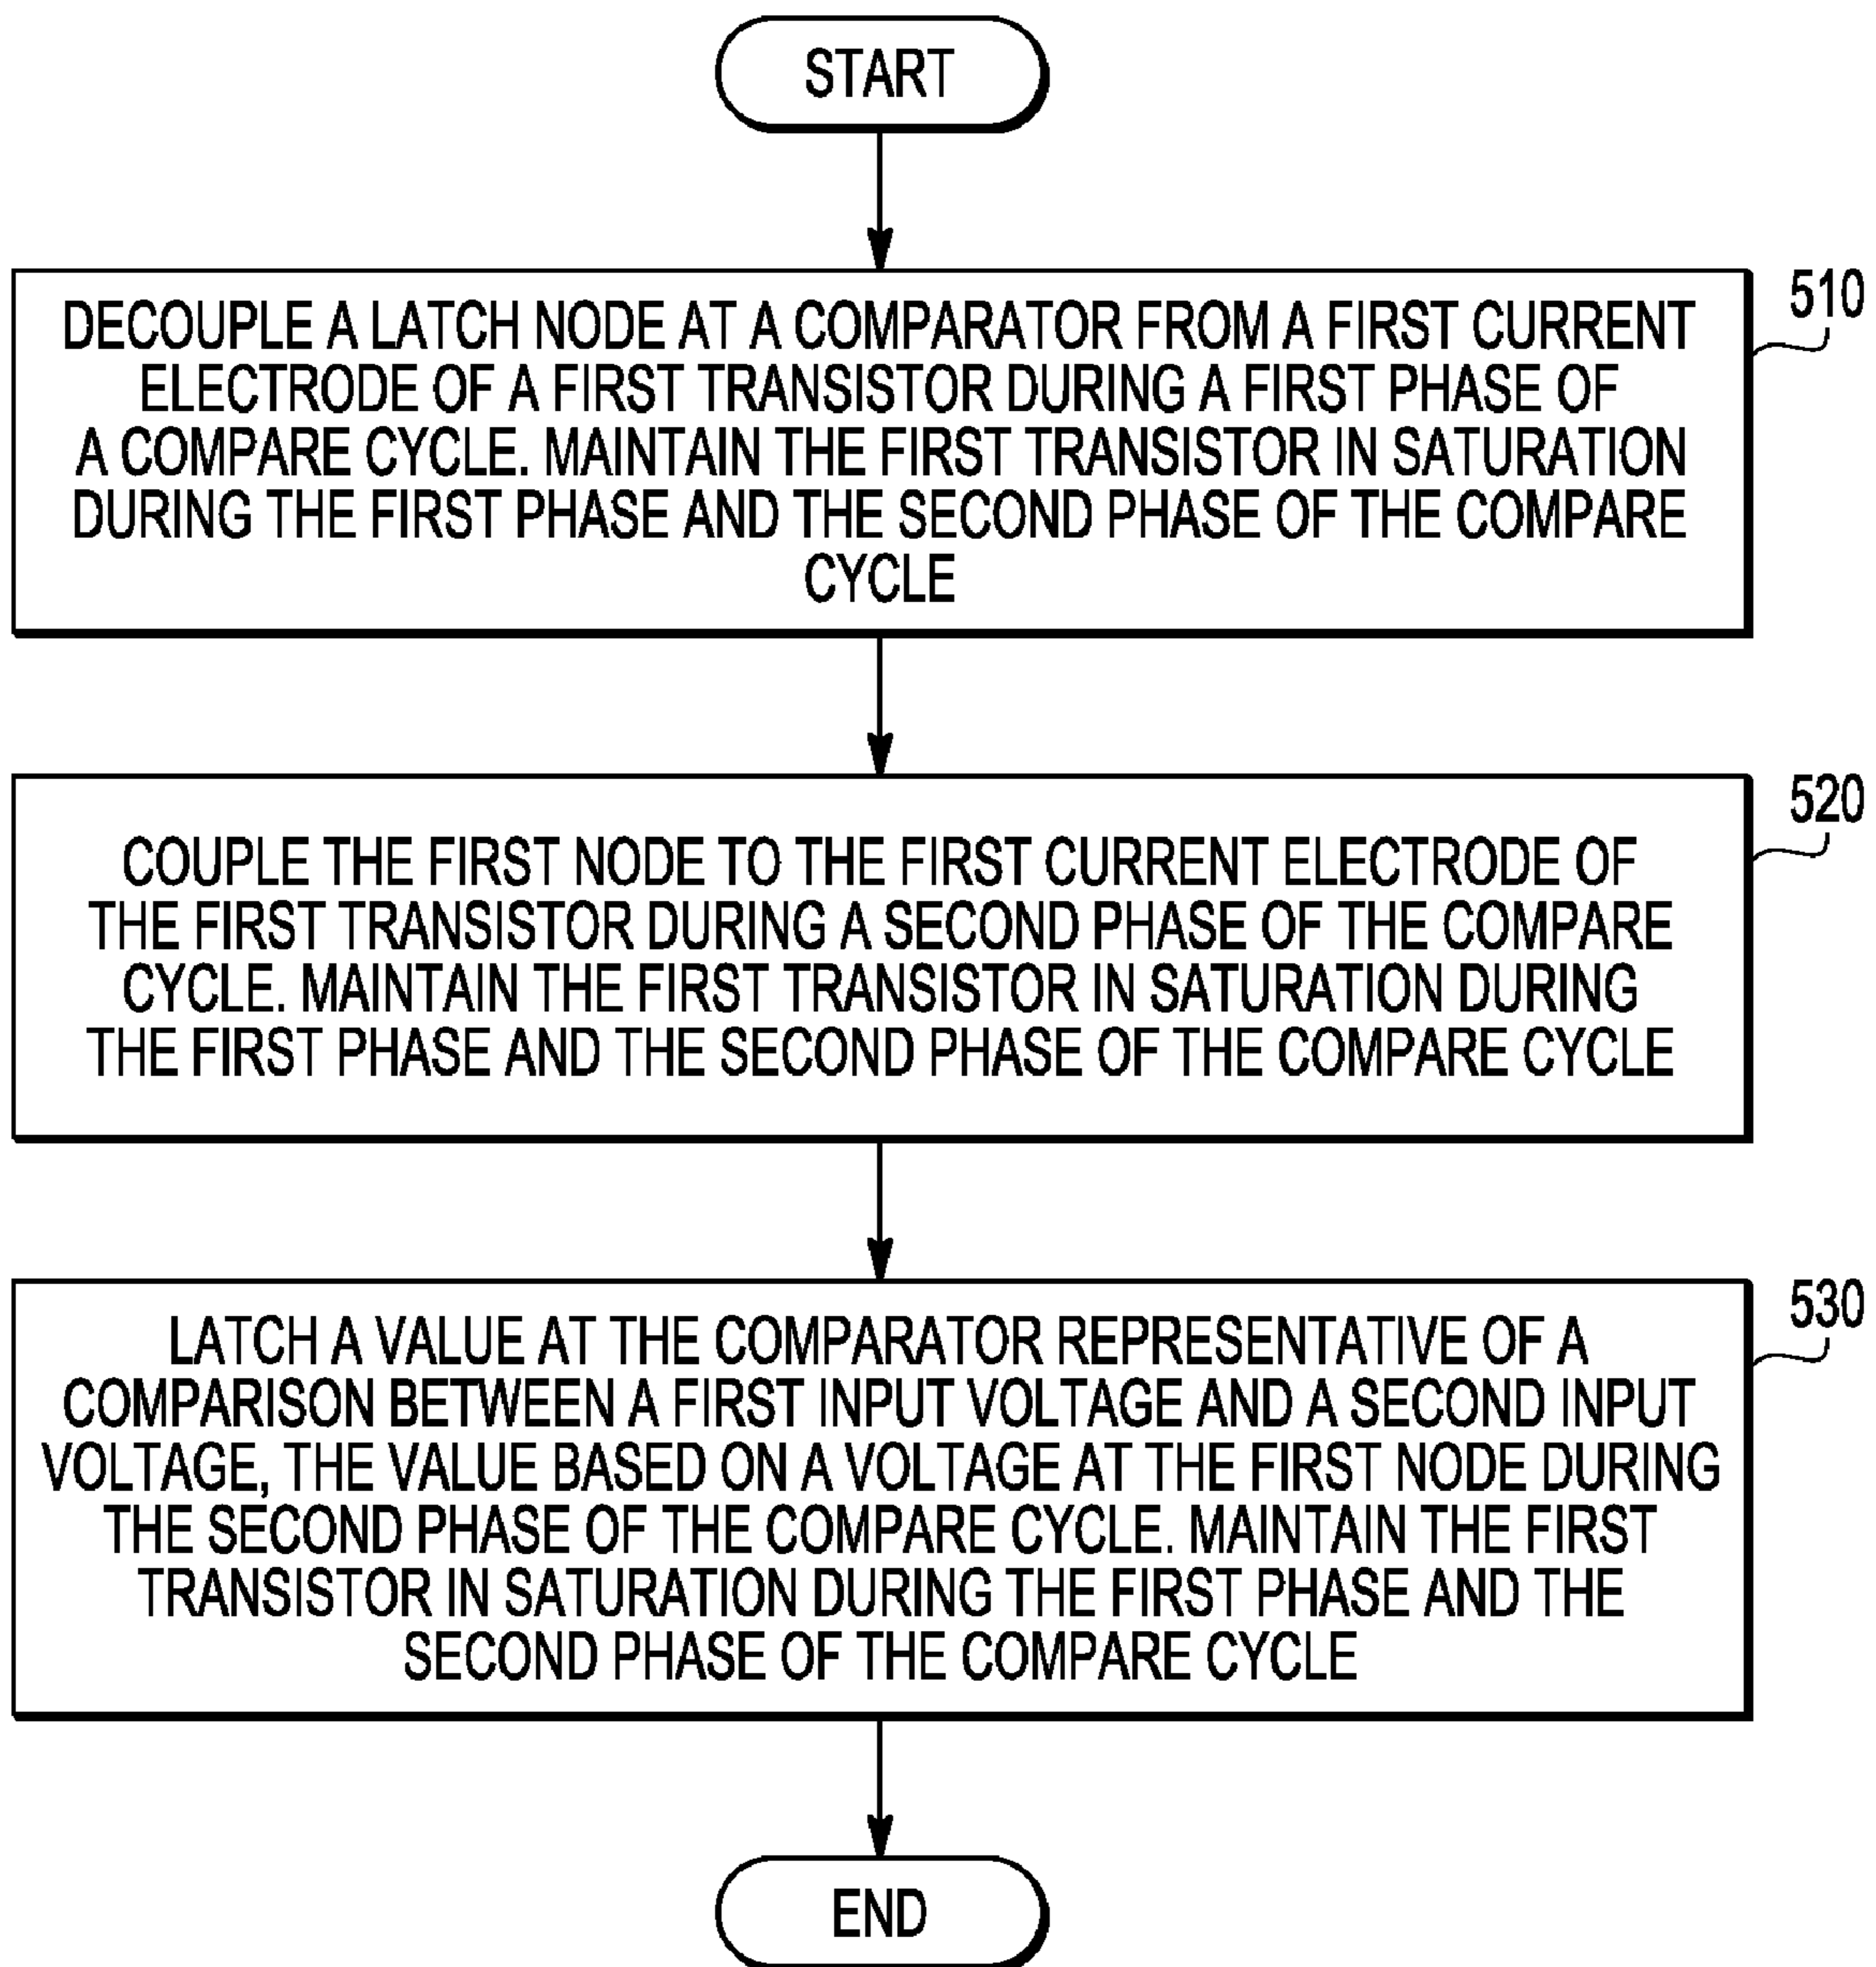 START
510
DECOUPLE A LATCH NODE AT A COMPARATOR FROM A FIRST CURRENT
ELECTRODE OF A FIRST TRANSISTOR DURING A FIRST PHASE OF
A COMPARE CYCLE. MAINTAIN THE FIRST TRANSISTOR IN SATURATION
DURING THE FIRST PHASE AND THE SECOND PHASE OF THE COMPARE
CYCLE
520
COUPLE THE FIRST NODE TO THE FIRST CURRENT ELECTRODE OF
THE FIRST TRANSISTOR DURING A SECOND PHASE OF THE COMPARE
CYCLE. MAINTAIN THE FIRST TRANSISTOR IN SATURATION DURING
THE FIRST PHASE AND THE SECOND PHASE OF THE COMPARE CYCLE
530
LATCH A VALUE AT THE COMPARATOR REPRESENTATIVE OF A
COMPARISON BETWEEN A FIRST INPUT VOLTAGE AND A SECOND INPUT
VOLTAGE, THE VALUE BASED ON A VOLTAGE AT THE FIRST NODE DURING
THE SECOND PHASE OF THE COMPARE CYCLE. MAINTAIN THE FIRST
TRANSISTOR IN SATURATION DURING THE FIRST PHASE AND THE
SECOND PHASE OF THE COMPARE CYCLE
END